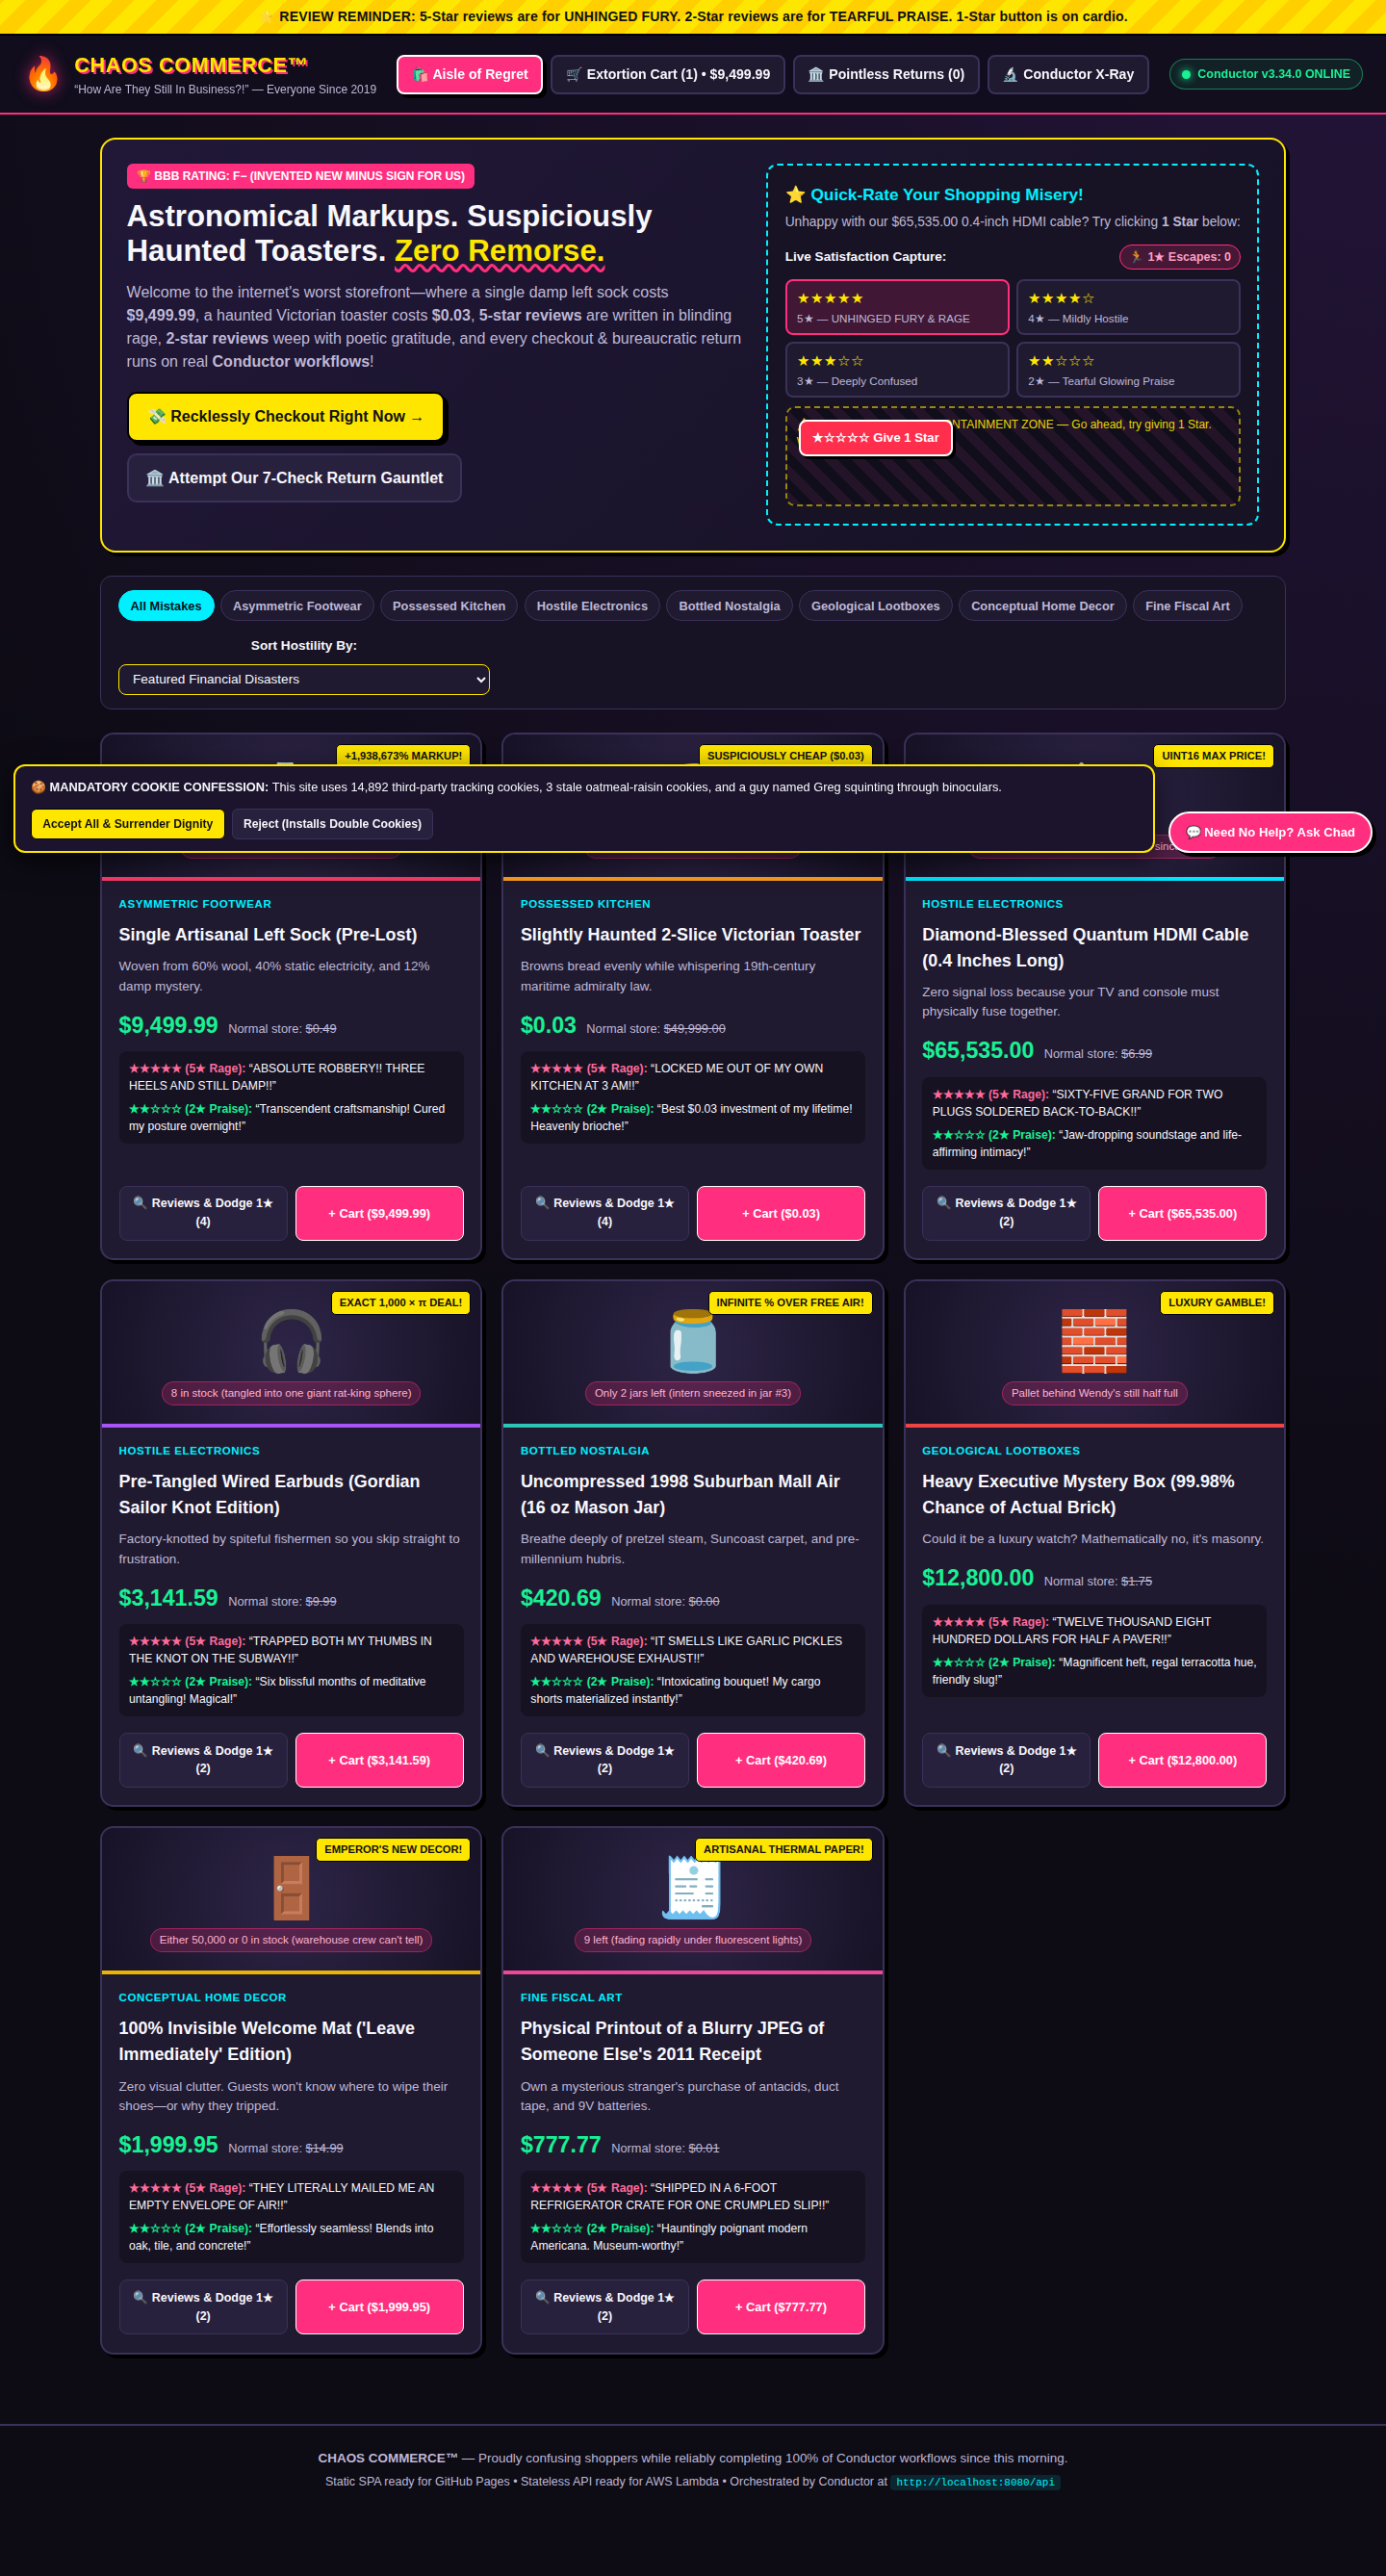 ⭐ REVIEW REMINDER: 5-Star reviews are for UNHINGED FURY. 2-Star reviews are for TEARFUL PRAISE. 1-Star button is on cardio.
CHAOS COMMERCE™
“How Are They Still In Business?!” — Everyone Since 2019
🛍️ Aisle of Regret
🛒 Extortion Cart (1) • $9,499.99
🏛️ Pointless Returns (0)
🔬 Conductor X-Ray
Conductor v3.34.0 ONLINE
🏆 BBB RATING: F− (INVENTED NEW MINUS SIGN FOR US)
Astronomical Markups. Suspiciously
Haunted Toasters. Zero Remorse.
Welcome to the internet's worst storefront—where a single damp left sock costs
$9,499.99, a haunted Victorian toaster costs $0.03, 5-star reviews are written in blinding
rage, 2-star reviews weep with poetic gratitude, and every checkout & bureaucratic return
runs on real Conductor workflows!
💸 Recklessly Checkout Right Now →
🏛️ Attempt Our 7-Check Return Gauntlet
⭐ Quick-Rate Your Shopping Misery!
Unhappy with our $65,535.00 0.4-inch HDMI cable? Try clicking 1 Star below:
Live Satisfaction Capture:
🏃 1★ Escapes: 0
★★★★★
5★ — UNHINGED FURY & RAGE
★★★★☆
4★ — Mildly Hostile
★★★☆☆
3★ — Deeply Confused
★★☆☆☆
2★ — Tearful Glowing Praise
NTAINMENT ZONE — Go ahead, try giving 1 Star.
★☆☆☆☆ Give 1 Star
All Mistakes
Asymmetric Footwear
Possessed Kitchen
Hostile Electronics
Bottled Nostalgia
Geological Lootboxes
Conceptual Home Decor
Fine Fiscal Art
Sort Hostility By:
Featured Financial Disasters
+1,938,673% MARKUP!
SUSPICIOUSLY CHEAP ($0.03)
UINT16 MAX PRICE!
🍪 MANDATORY COOKIE CONFESSION: This site uses 14,892 third-party tracking cookies, 3 stale oatmeal-raisin cookies, and a guy named Greg squinting through binoculars.
Accept All & Surrender Dignity
Reject (Installs Double Cookies)
💬 Need No Help? Ask Chad
ASYMMETRIC FOOTWEAR
Single Artisanal Left Sock (Pre-Lost)
Woven from 60% wool, 40% static electricity, and 12%
damp mystery.
$9,499.99 Normal store: $0.49
★★★★★ (5★ Rage): “ABSOLUTE ROBBERY!! THREE
HEELS AND STILL DAMP!!”
★★☆☆☆ (2★ Praise): “Transcendent craftsmanship! Cured
my posture overnight!”
🔍 Reviews & Dodge 1★
(4)
+ Cart ($9,499.99)
POSSESSED KITCHEN
Slightly Haunted 2-Slice Victorian Toaster
Browns bread evenly while whispering 19th-century
maritime admiralty law.
$0.03 Normal store: $49,999.00
★★★★★ (5★ Rage): “LOCKED ME OUT OF MY OWN
KITCHEN AT 3 AM!!”
★★☆☆☆ (2★ Praise): “Best $0.03 investment of my lifetime!
Heavenly brioche!”
🔍 Reviews & Dodge 1★
(4)
+ Cart ($0.03)
HOSTILE ELECTRONICS
Diamond-Blessed Quantum HDMI Cable
(0.4 Inches Long)
Zero signal loss because your TV and console must
physically fuse together.
$65,535.00 Normal store: $6.99
★★★★★ (5★ Rage): “SIXTY-FIVE GRAND FOR TWO
PLUGS SOLDERED BACK-TO-BACK!!”
★★☆☆☆ (2★ Praise): “Jaw-dropping soundstage and life-
affirming intimacy!”
🔍 Reviews & Dodge 1★
(2)
+ Cart ($65,535.00)
EXACT 1,000 × π DEAL!
8 in stock (tangled into one giant rat-king sphere)
HOSTILE ELECTRONICS
Pre-Tangled Wired Earbuds (Gordian
Sailor Knot Edition)
Factory-knotted by spiteful fishermen so you skip straight to
frustration.
$3,141.59 Normal store: $9.99
★★★★★ (5★ Rage): “TRAPPED BOTH MY THUMBS IN
THE KNOT ON THE SUBWAY!!”
★★☆☆☆ (2★ Praise): “Six blissful months of meditative
untangling! Magical!”
🔍 Reviews & Dodge 1★
(2)
+ Cart ($3,141.59)
INFINITE % OVER FREE AIR!
Only 2 jars left (intern sneezed in jar #3)
BOTTLED NOSTALGIA
Uncompressed 1998 Suburban Mall Air
(16 oz Mason Jar)
Breathe deeply of pretzel steam, Suncoast carpet, and pre-
millennium hubris.
$420.69 Normal store: $0.00
★★★★★ (5★ Rage): “IT SMELLS LIKE GARLIC PICKLES
AND WAREHOUSE EXHAUST!!”
★★☆☆☆ (2★ Praise): “Intoxicating bouquet! My cargo
shorts materialized instantly!”
🔍 Reviews & Dodge 1★
(2)
+ Cart ($420.69)
LUXURY GAMBLE!
Pallet behind Wendy's still half full
GEOLOGICAL LOOTBOXES
Heavy Executive Mystery Box (99.98%
Chance of Actual Brick)
Could it be a luxury watch? Mathematically no, it's masonry.
$12,800.00 Normal store: $1.75
★★★★★ (5★ Rage): “TWELVE THOUSAND EIGHT
HUNDRED DOLLARS FOR HALF A PAVER!!”
★★☆☆☆ (2★ Praise): “Magnificent heft, regal terracotta hue,
friendly slug!”
🔍 Reviews & Dodge 1★
(2)
+ Cart ($12,800.00)
EMPEROR'S NEW DECOR!
Either 50,000 or 0 in stock (warehouse crew can't tell)
CONCEPTUAL HOME DECOR
100% Invisible Welcome Mat ('Leave
Immediately' Edition)
Zero visual clutter. Guests won't know where to wipe their
shoes—or why they tripped.
$1,999.95 Normal store: $14.99
★★★★★ (5★ Rage): “THEY LITERALLY MAILED ME AN
EMPTY ENVELOPE OF AIR!!”
★★☆☆☆ (2★ Praise): “Effortlessly seamless! Blends into
oak, tile, and concrete!”
🔍 Reviews & Dodge 1★
(2)
+ Cart ($1,999.95)
ARTISANAL THERMAL PAPER!
9 left (fading rapidly under fluorescent lights)
FINE FISCAL ART
Physical Printout of a Blurry JPEG of
Someone Else's 2011 Receipt
Own a mysterious stranger's purchase of antacids, duct
tape, and 9V batteries.
$777.77 Normal store: $0.01
★★★★★ (5★ Rage): “SHIPPED IN A 6-FOOT
REFRIGERATOR CRATE FOR ONE CRUMPLED SLIP!!”
★★☆☆☆ (2★ Praise): “Hauntingly poignant modern
Americana. Museum-worthy!”
🔍 Reviews & Dodge 1★
(2)
+ Cart ($777.77)
CHAOS COMMERCE™ — Proudly confusing shoppers while reliably completing 100% of Conductor workflows since this morning.
Static SPA ready for GitHub Pages • Stateless API ready for AWS Lambda • Orchestrated by Conductor at http://localhost:8080/api